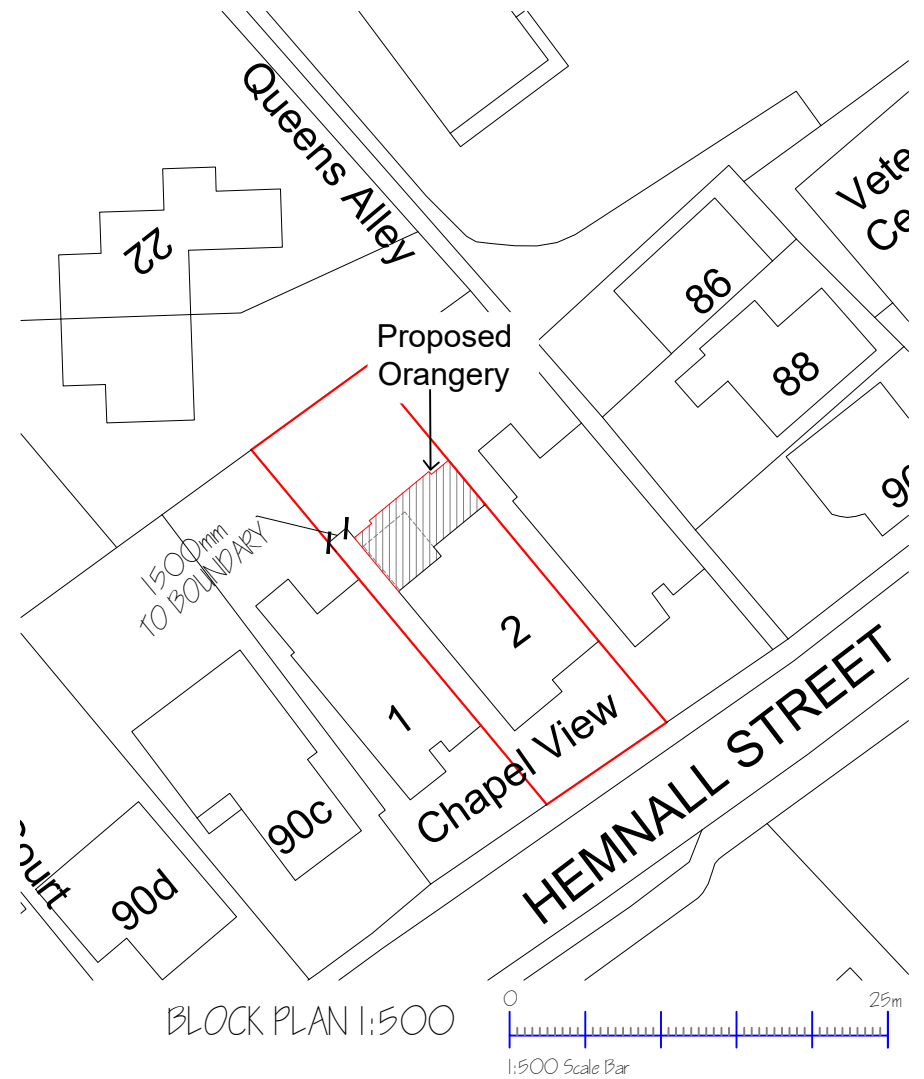 Queens Alley
Vete
Ce
22
86
88
Proposed
Orangery
90
1500mm
TO BOUNDARY
2
1
Chapel View
HEMNALL STREET
90c
90d
ourt
BLOCK PLAN 1:500
0
25m
1:500 Scale Bar